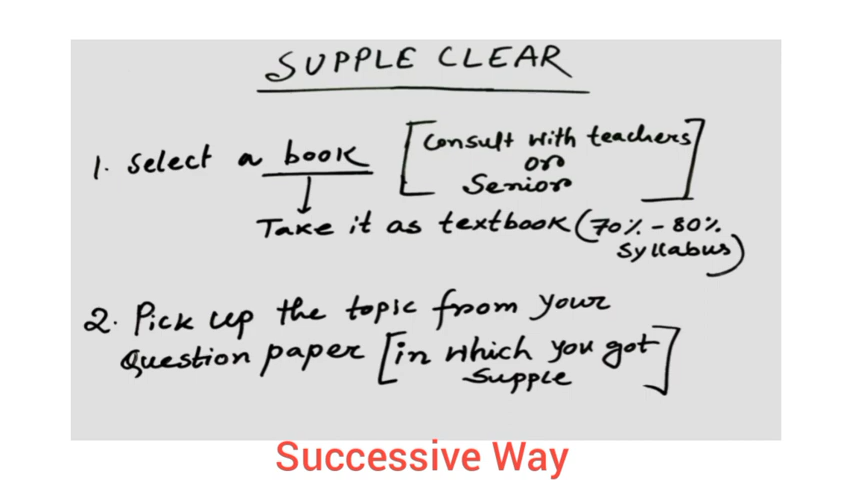 SUPPLE CLEAR
1. Select a book [Consult with teachers
or
Senior]
Take it as textbook (70% - 80%
Syllabus)
2. Pick up the topic from your
Question paper [in which you got
Supple]
Successive Way